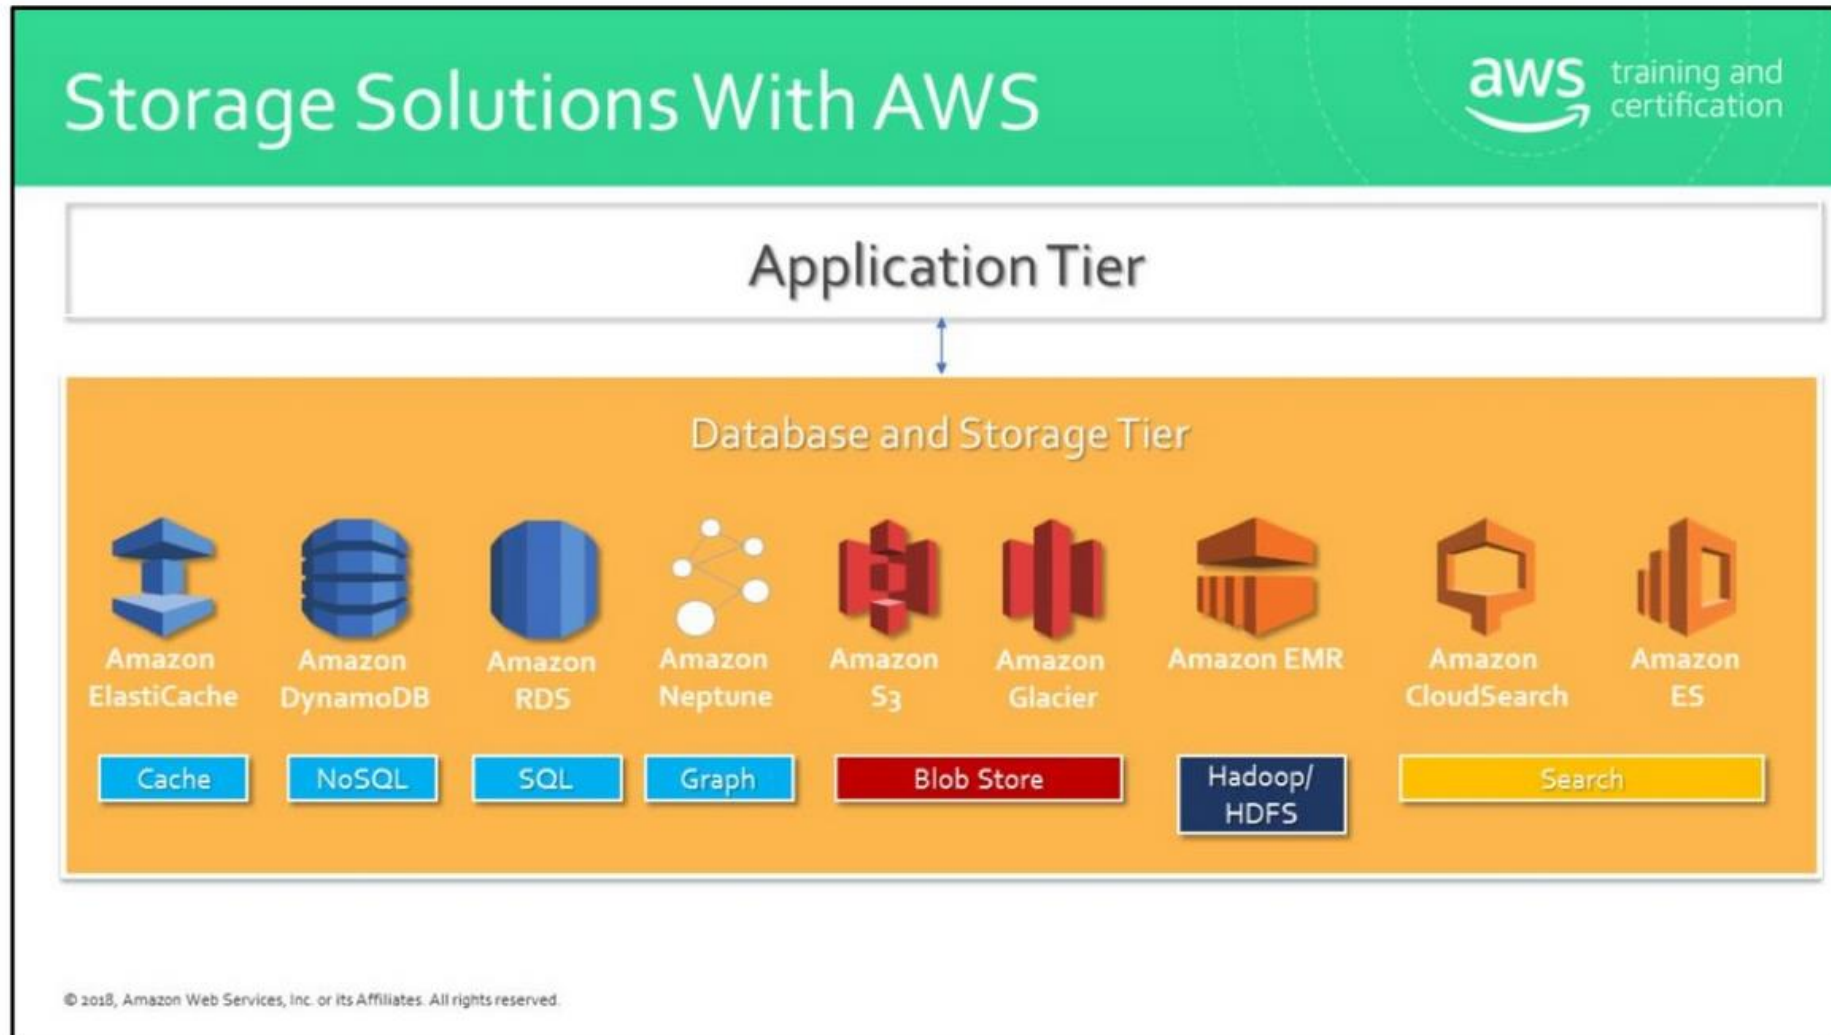 Storage Solutions With AWS
aws training and
certification
Application Tier
Database and Storage Tier
Amazon
ElastiCache
Amazon
DynamoDB
Amazon
RDS
Amazon
Neptune
Amazon
S3
Amazon
Glacier
Amazon EMR
Amazon
CloudSearch
Amazon
ES
Cache
NoSQL
SQL
Graph
Blob Store
Hadoop/
HDFS
Search
© 2018, Amazon Web Services, Inc. or its Affiliates. All rights reserved.